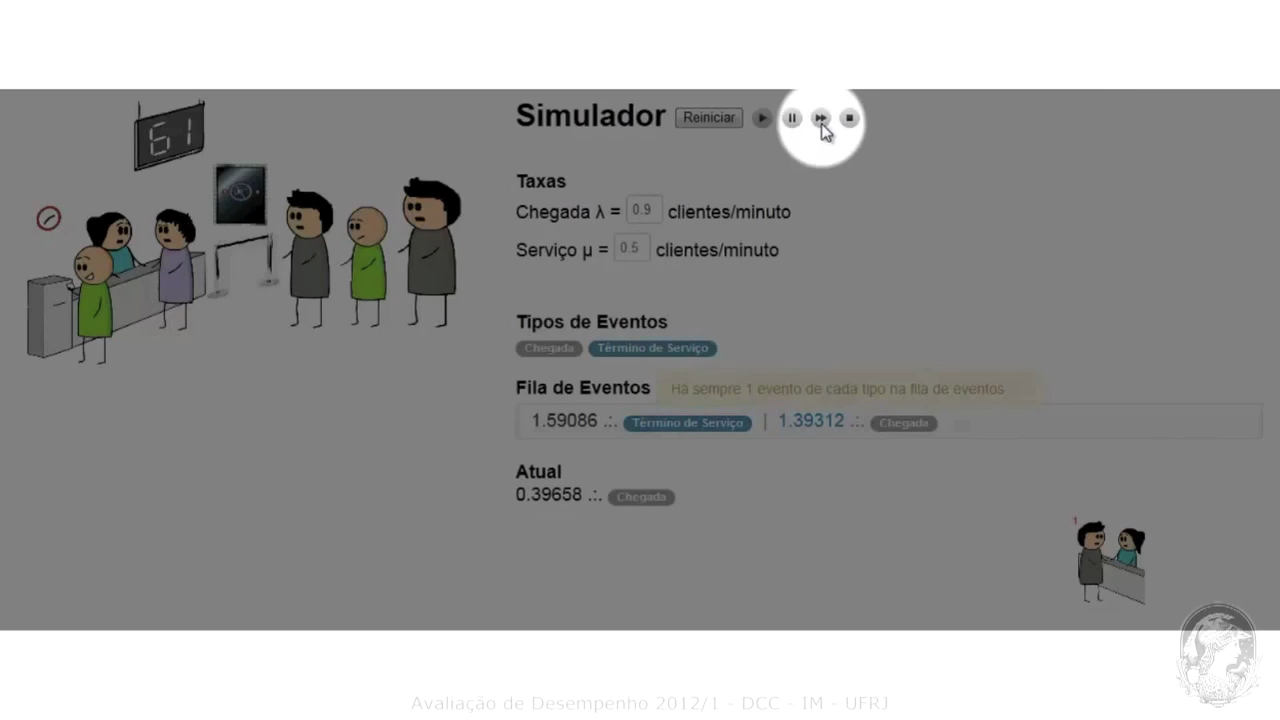 61
Simulador Reiniciar
Taxas
Chegada λ = 0.9 clientes/minuto
Serviço μ = 0.5 clientes/minuto
Tipos de Eventos
Chegada Término de Serviço
Fila de Eventos Há sempre 1 evento de cada tipo na fila de eventos
1.59086 .:. Término de Serviço | 1.39312 .:. Chegada
Atual
0.39658 .:. Chegada
1
Avaliação de Desempenho 2012/1 - DCC - IM - UFRJ